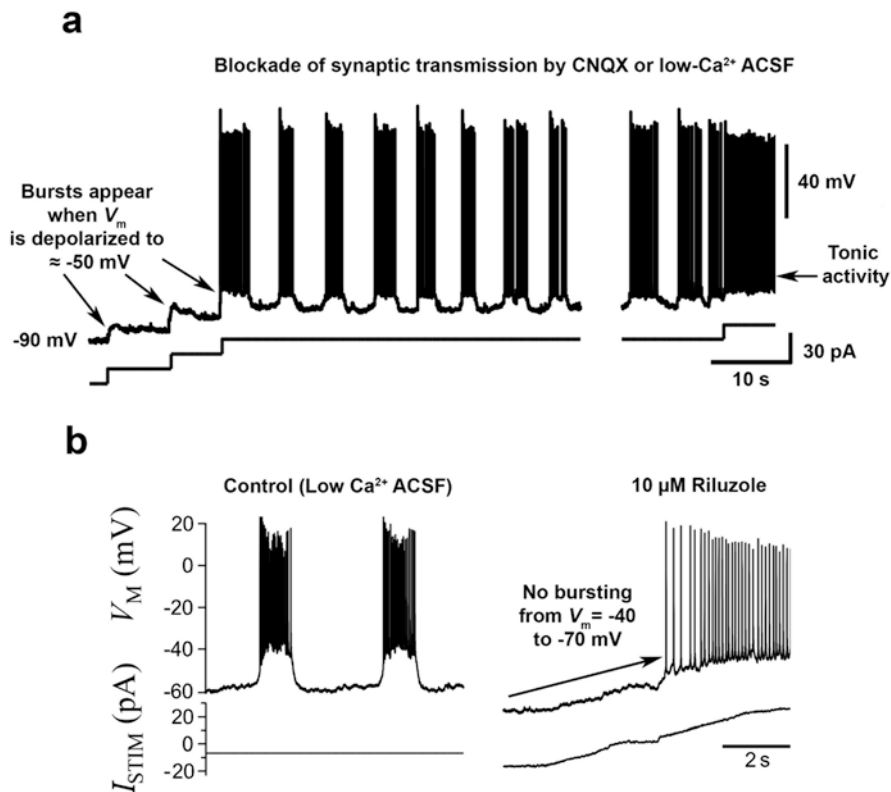 a
Blockade of synaptic transmission by CNQX or low-Ca²⁺ ACSF
Bursts appear
when Vm
is depolarized to
≈ -50 mV
40 mV
Tonic
activity
-90 mV
30 pA
10 s
b
Control (Low Ca²⁺ ACSF)
10 µM Riluzole
VM (mV)
20
0
-20
-40
-60
No bursting
from Vm= -40
to -70 mV
ISTIM (pA)
20
0
-20
2 s